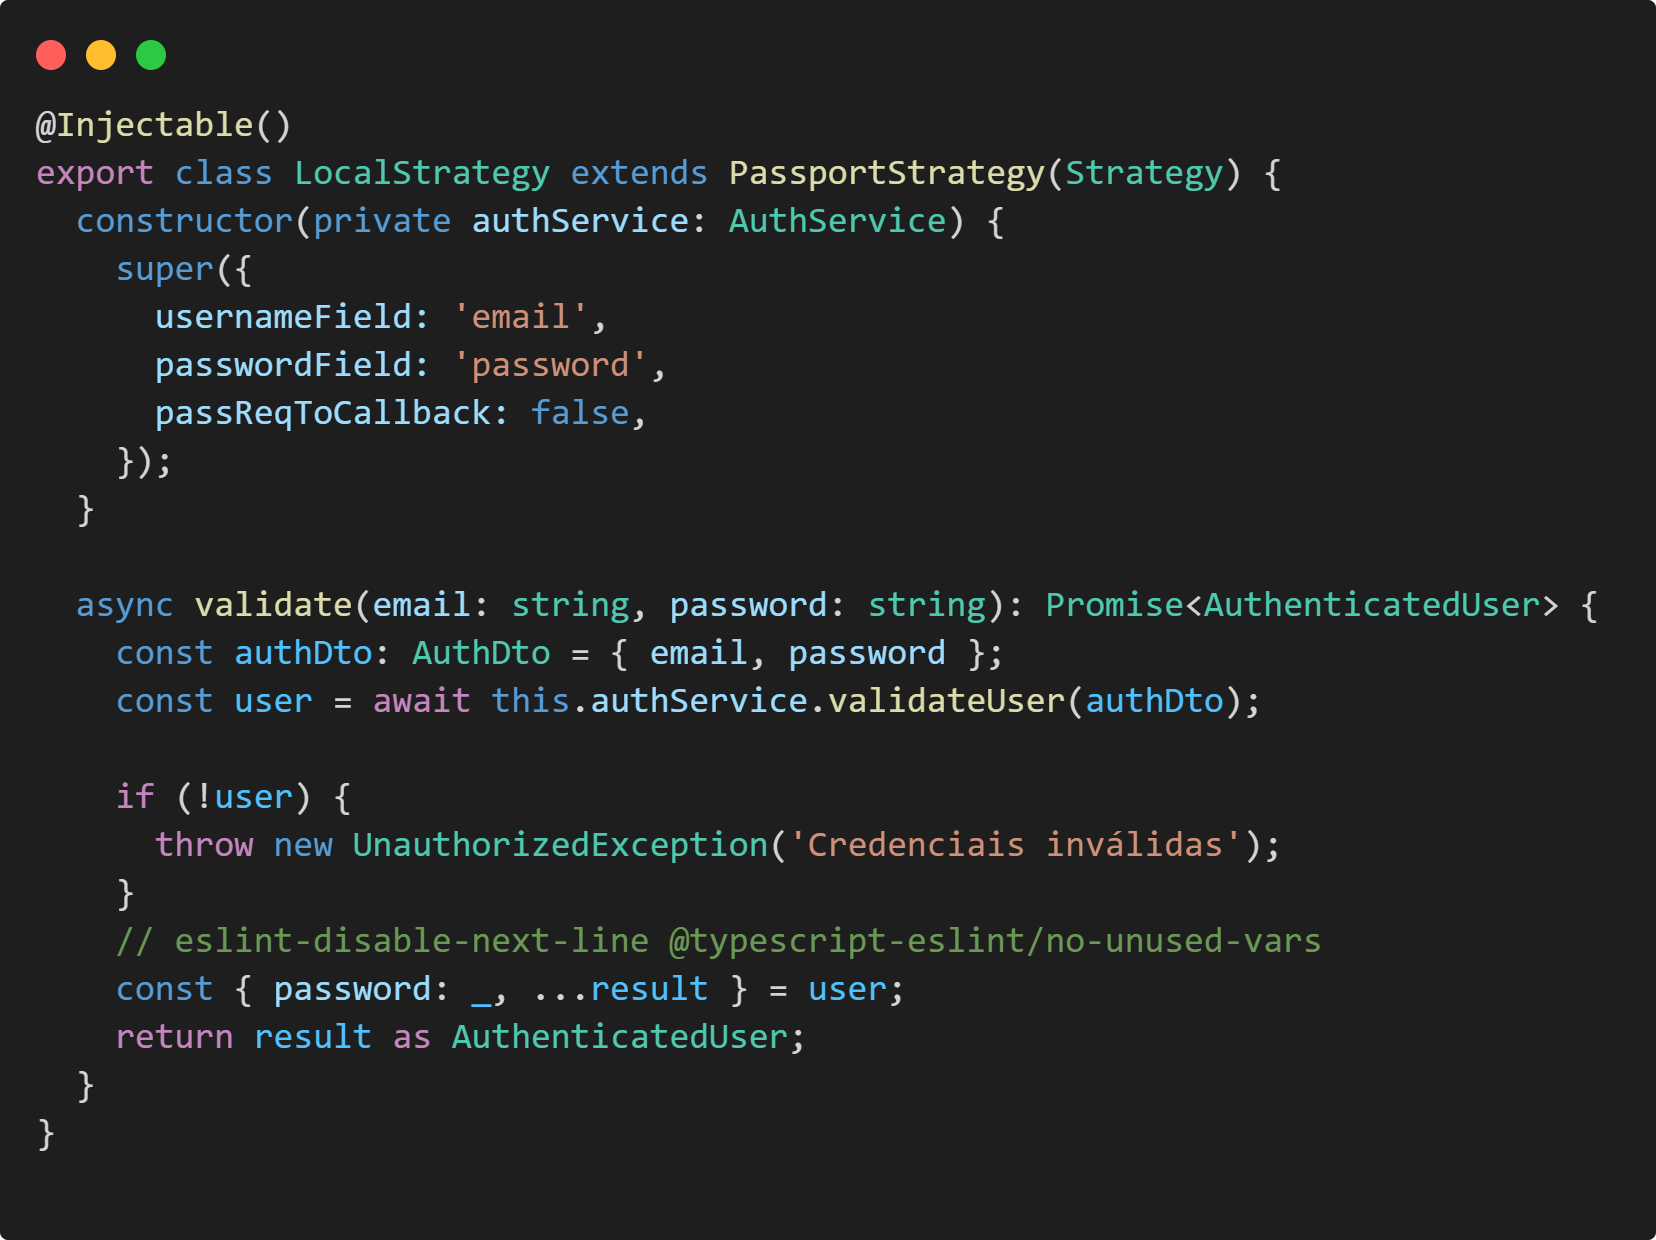 @Injectable()
export class LocalStrategy extends PassportStrategy(Strategy) {
  constructor(private authService: AuthService) {
    super({
      usernameField: 'email',
      passwordField: 'password',
      passReqToCallback: false,
    });
  }

  async validate(email: string, password: string): Promise<AuthenticatedUser> {
    const authDto: AuthDto = { email, password };
    const user = await this.authService.validateUser(authDto);

    if (!user) {
      throw new UnauthorizedException('Credenciais inválidas');
    }
    // eslint-disable-next-line @typescript-eslint/no-unused-vars
    const { password: _, ...result } = user;
    return result as AuthenticatedUser;
  }
}